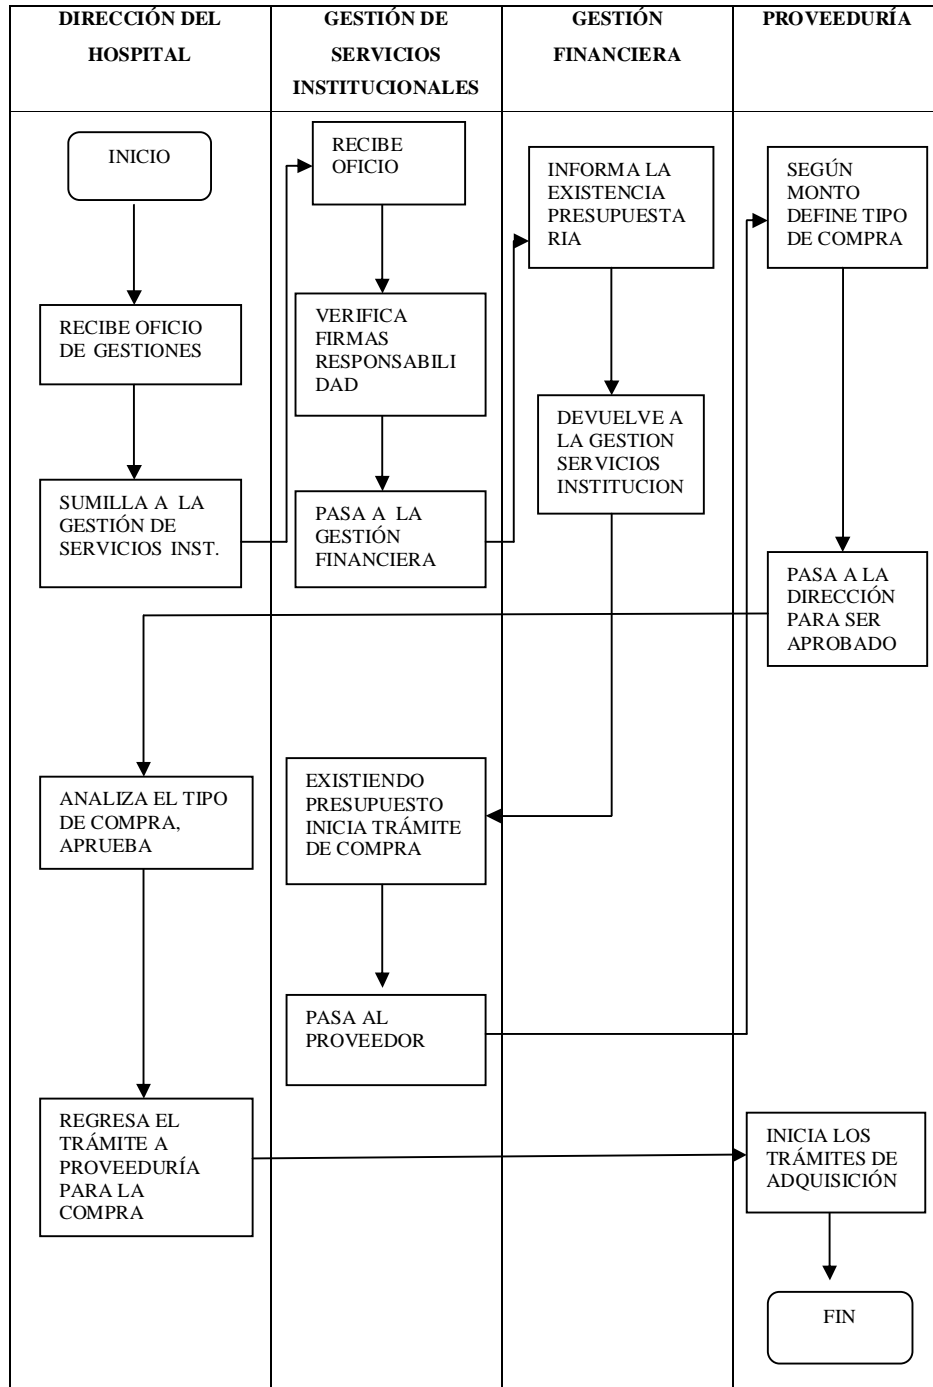 DIRECCIÓN DEL
HOSPITAL
GESTIÓN DE
SERVICIOS
INSTITUCIONALES
GESTIÓN
FINANCIERA
PROVEEDURÍA
INICIO
RECIBE OFICIO
DE GESTIONES
SUMILLA A LA
GESTIÓN DE
SERVICIOS INST.
RECIBE
OFICIO
VERIFICA
FIRMAS
RESPONSABILI
DAD
PASA A LA
GESTIÓN
FINANCIERA
INFORMA LA
EXISTENCIA
PRESUPUESTA
RIA
DEVUELVE A
LA GESTION
SERVICIOS
INSTITUCION
EXISTIENDO
PRESUPUESTO
INICIA TRÁMITE
DE COMPRA
PASA AL
PROVEEDOR
SEGÚN
MONTO
DEFINE TIPO
DE COMPRA
PASA A LA
DIRECCIÓN
PARA SER
APROBADO
ANALIZA EL TIPO
DE COMPRA,
APRUEBA
REGRESA EL
TRÁMITE A
PROVEEDURÍA
PARA LA
COMPRA
INICIA LOS
TRÁMITES DE
ADQUISICIÓN
FIN